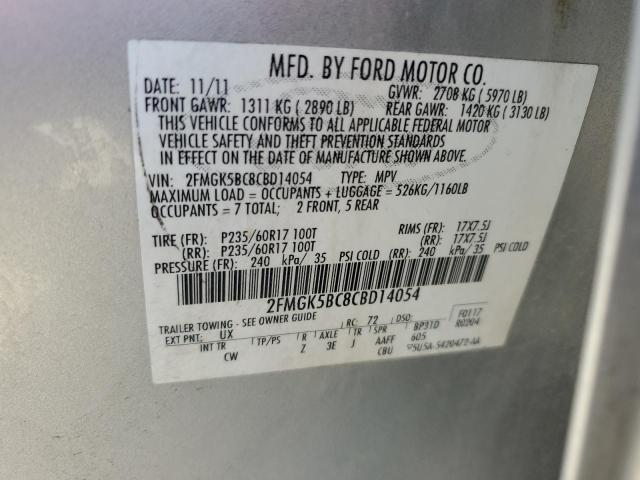 MFD. BY FORD MOTOR CO.
DATE: 11/11 GVWR: 2708 KG ( 5970 LB)
FRONT GAWR: 1311 KG ( 2890 LB) REAR GAWR: 1420 KG ( 3130 LB)
THIS VEHICLE CONFORMS TO ALL APPLICABLE FEDERAL MOTOR
VEHICLE SAFETY AND THEFT PREVENTION STANDARDS
IN EFFECT ON THE DATE OF MANUFACTURE SHOWN ABOVE.
VIN: 2FMGK5BC8CBD14054 TYPE: MPV
MAXIMUM LOAD = OCCUPANTS + LUGGAGE = 526KG/1160LB
OCCUPANTS = 7 TOTAL; 2 FRONT, 5 REAR
TIRE (FR): P235/60R17 100T RIMS (FR): 17X7.5J
(RR): P235/60R17 100T (RR): 17X7.5J
PRESSURE (FR): 240 kPa/ 35 PSI COLD (RR): 240 kPa/ 35 PSI COLD
2FMGK5BC8CBD14054
TRAILER TOWING - SEE OWNER GUIDE
EXT PNT: UX RC: 72 DSO: F0117
R0204
INT TR TP/PS R AXLE TR SPR BP31D
CW Z 3E J AAFF 605
CBU 5U5A-5420472-AA